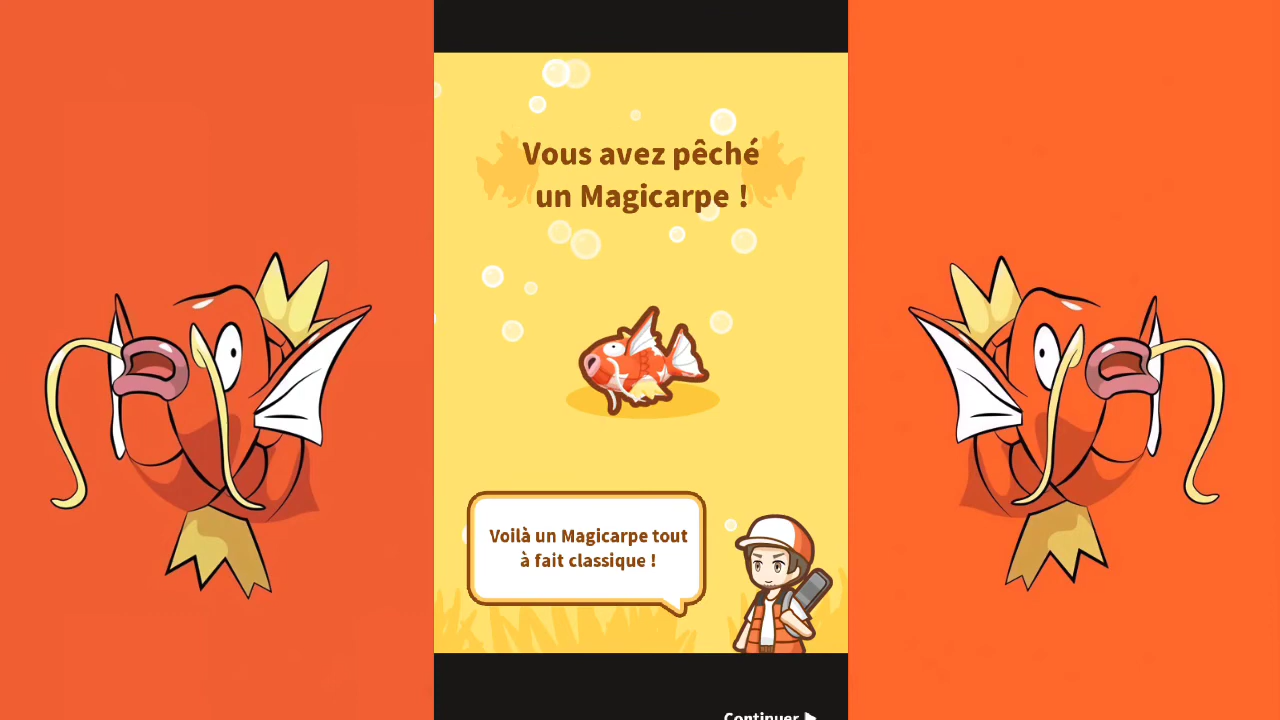 Vous avez pêché
un Magicarpe !
Voilà un Magicarpe tout
à fait classique !
Continuer